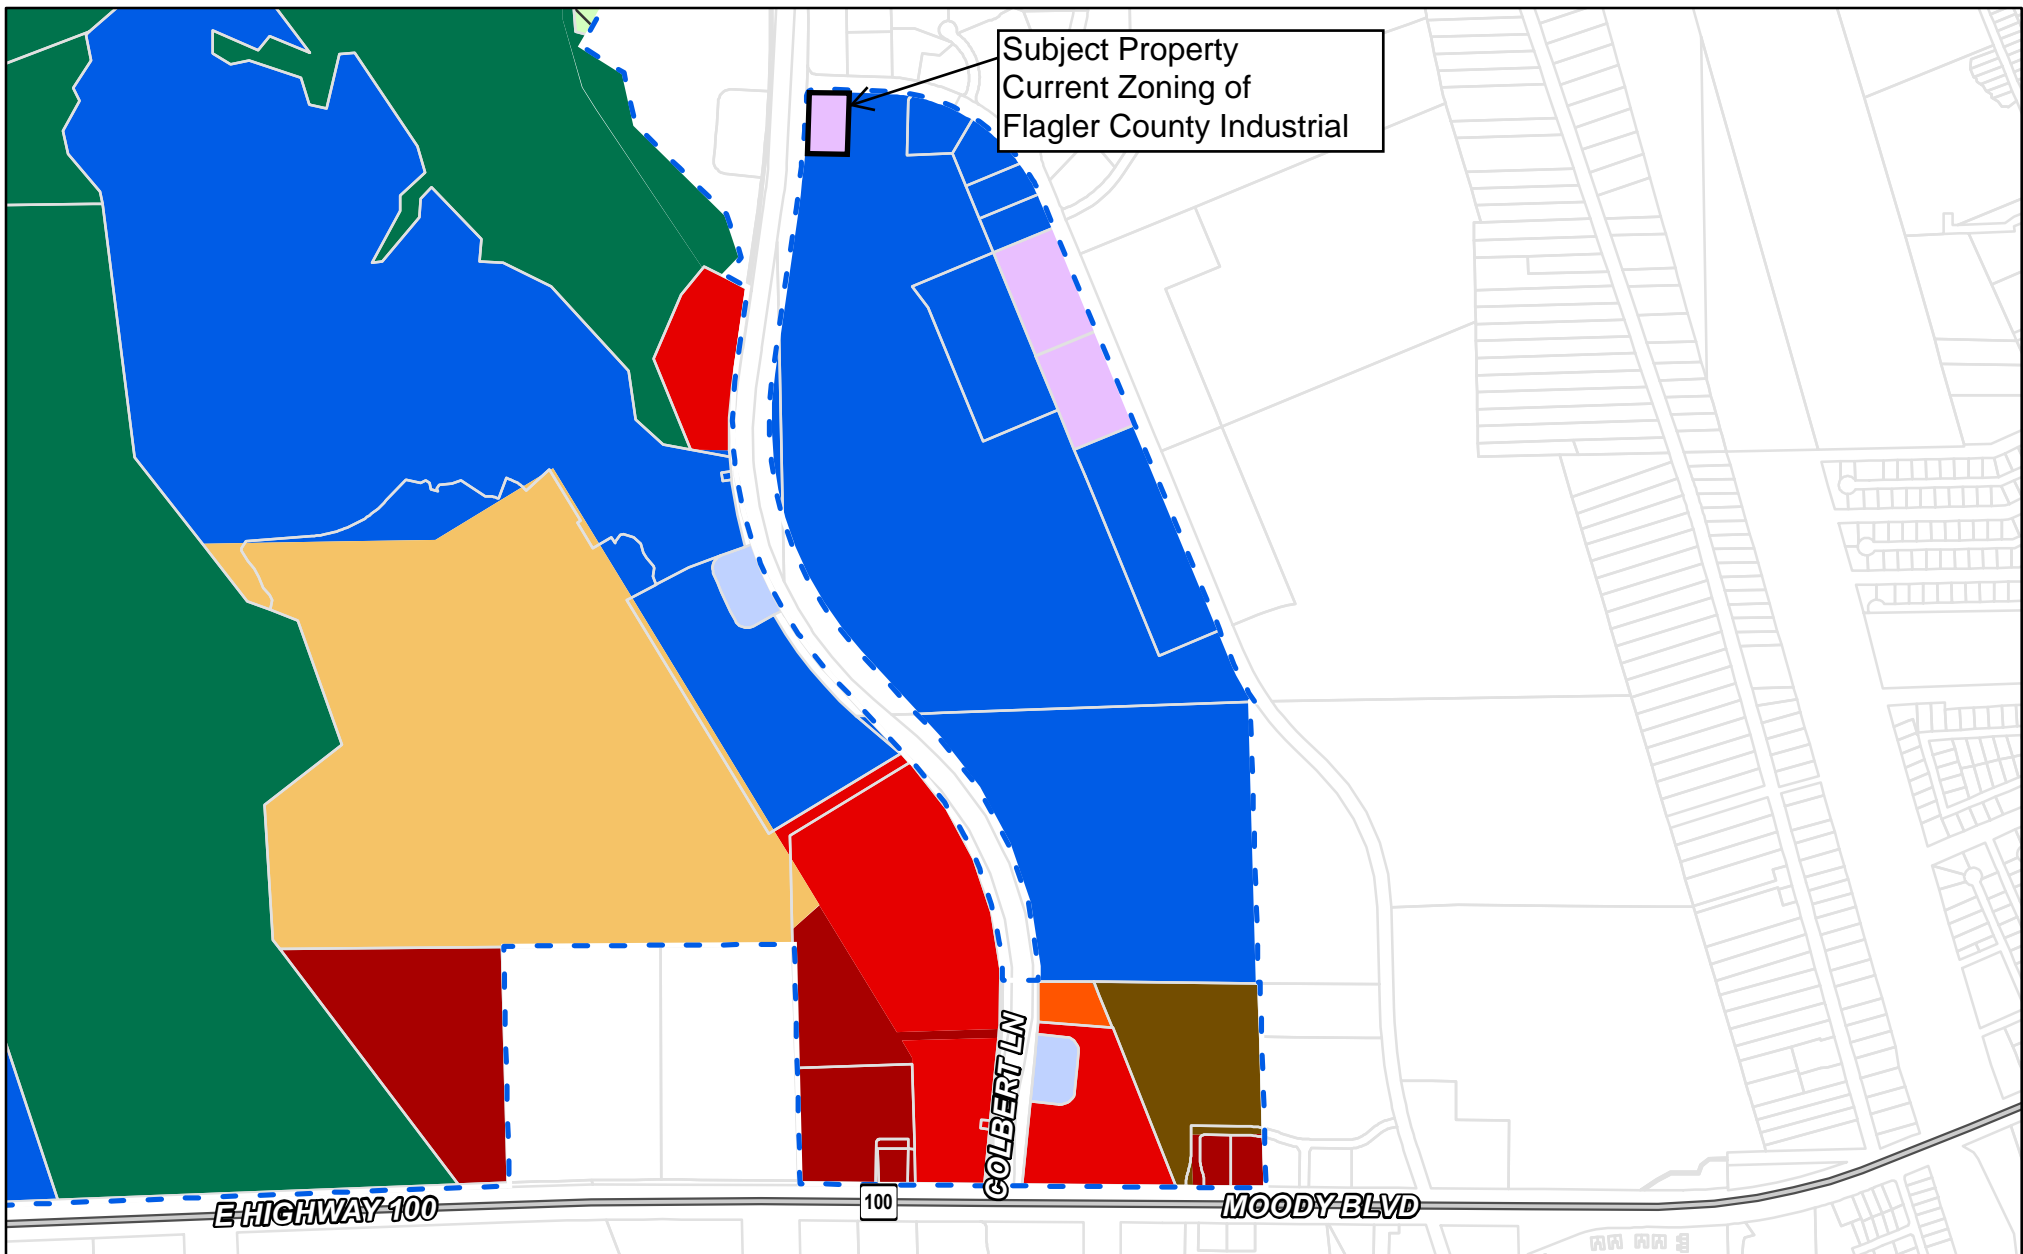 Subject Property
Current Zoning of
Flagler County Industrial
COLBERT LN
E HIGHWAY 100
100
MOODY BLVD